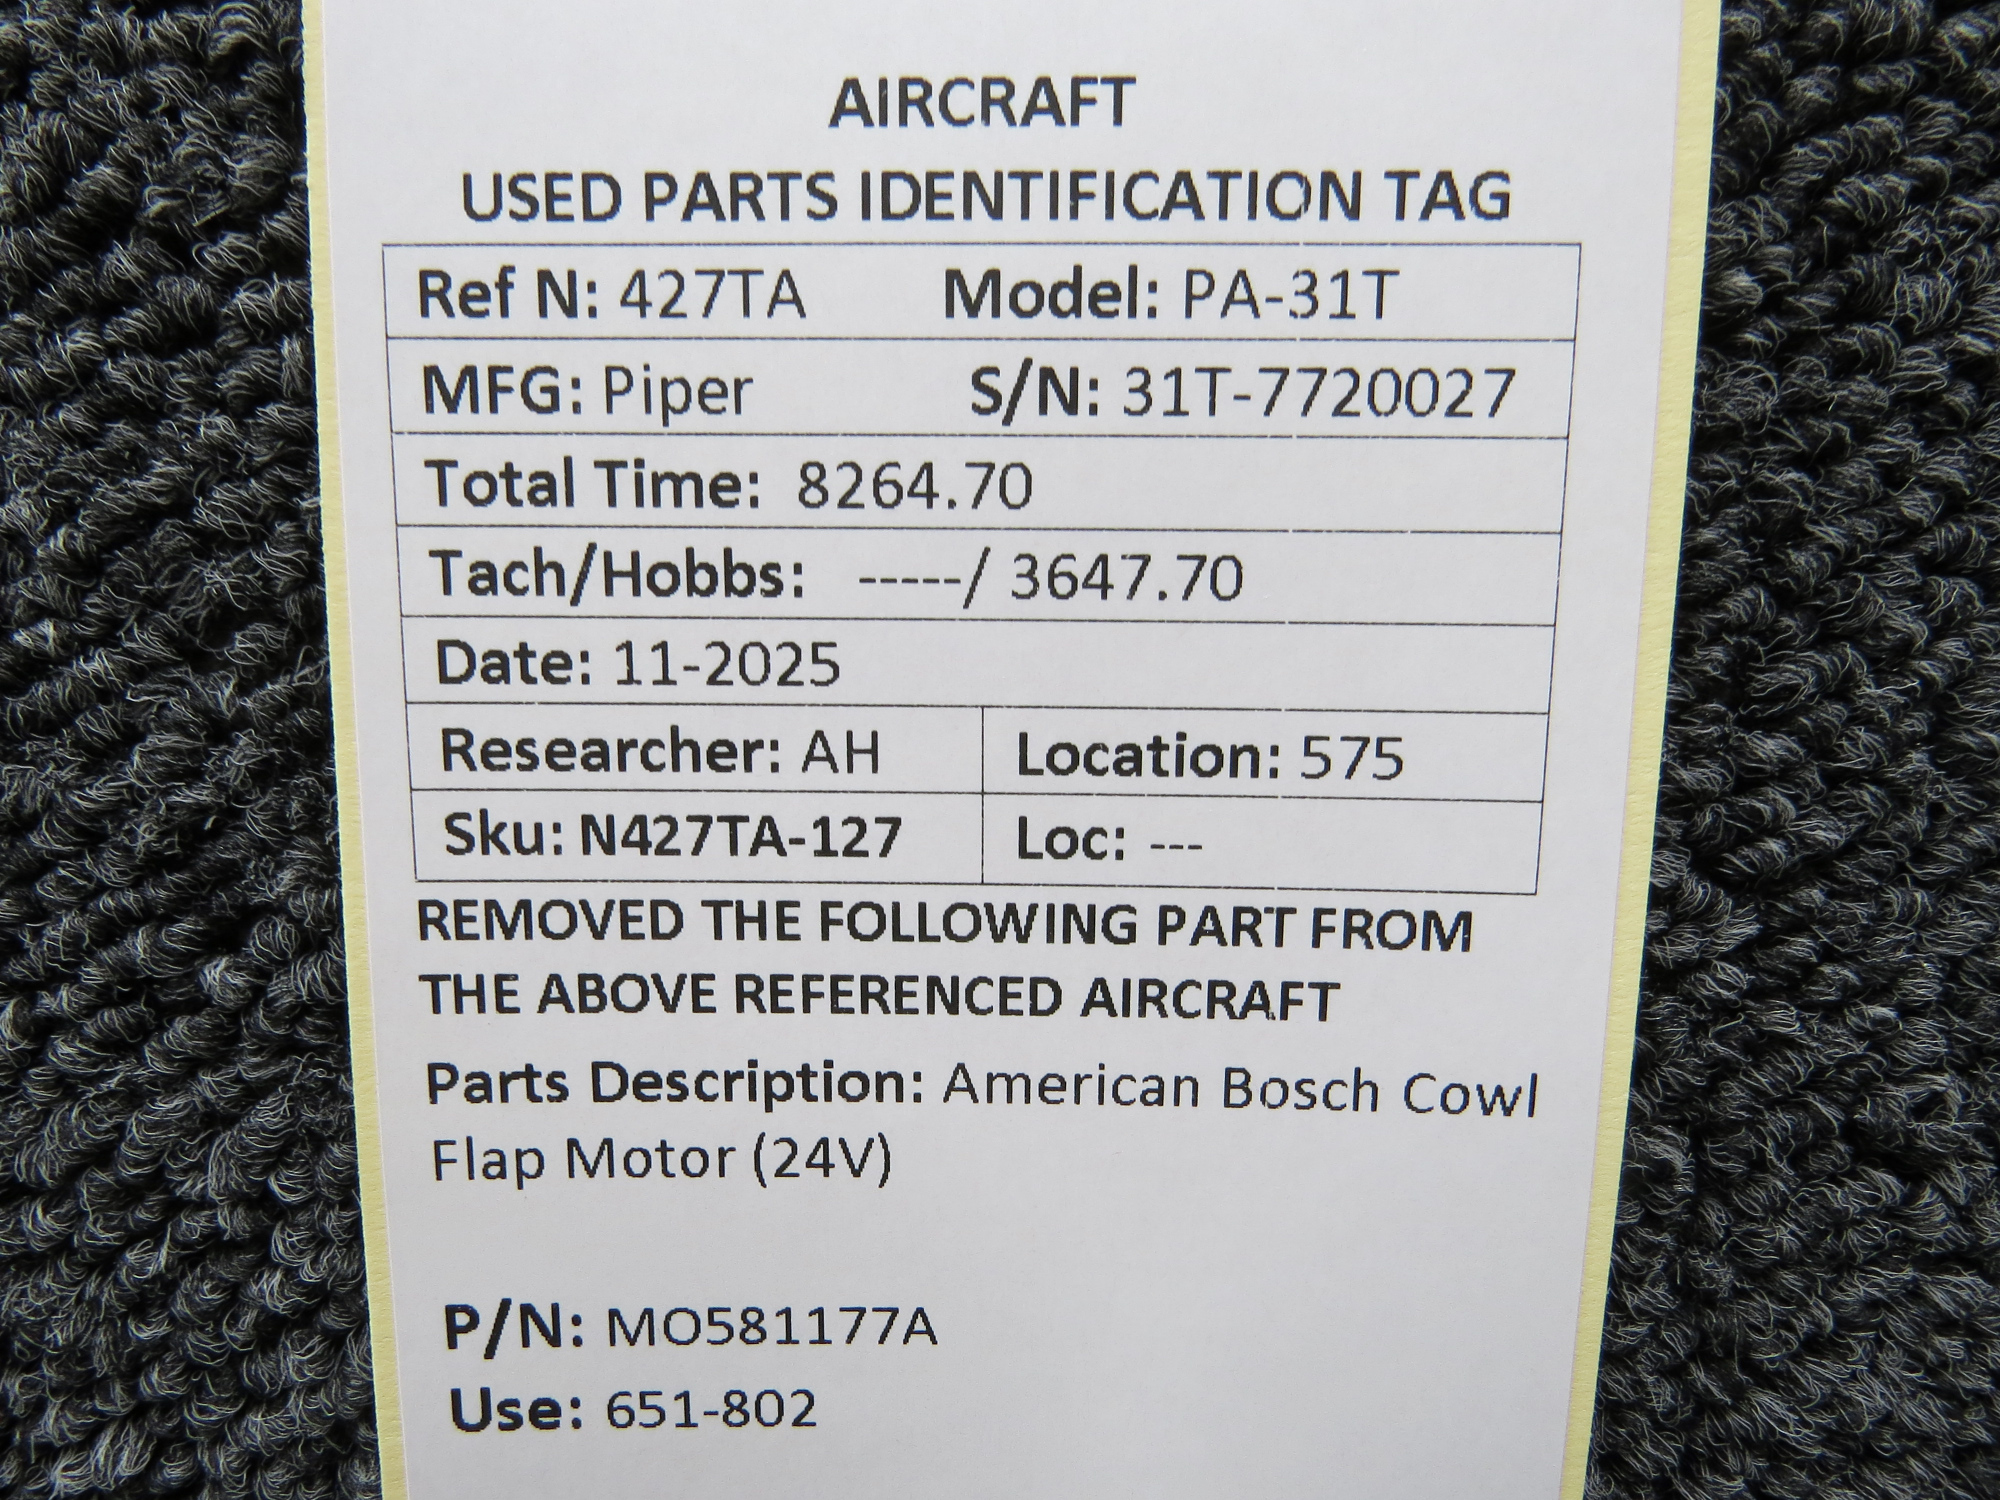 AIRCRAFT
USED PARTS IDENTIFICATION TAG
Ref N: 427TA Model: PA-31T
MFG: Piper S/N: 31T-7720027
Total Time: 8264.70
Tach/Hobbs: -----/ 3647.70
Date: 11-2025
Researcher: AH Location: 575
Sku: N427TA-127 Loc: ---
REMOVED THE FOLLOWING PART FROM
THE ABOVE REFERENCED AIRCRAFT
Parts Description: American Bosch Cowl
Flap Motor (24V)
P/N: MO581177A
Use: 651-802